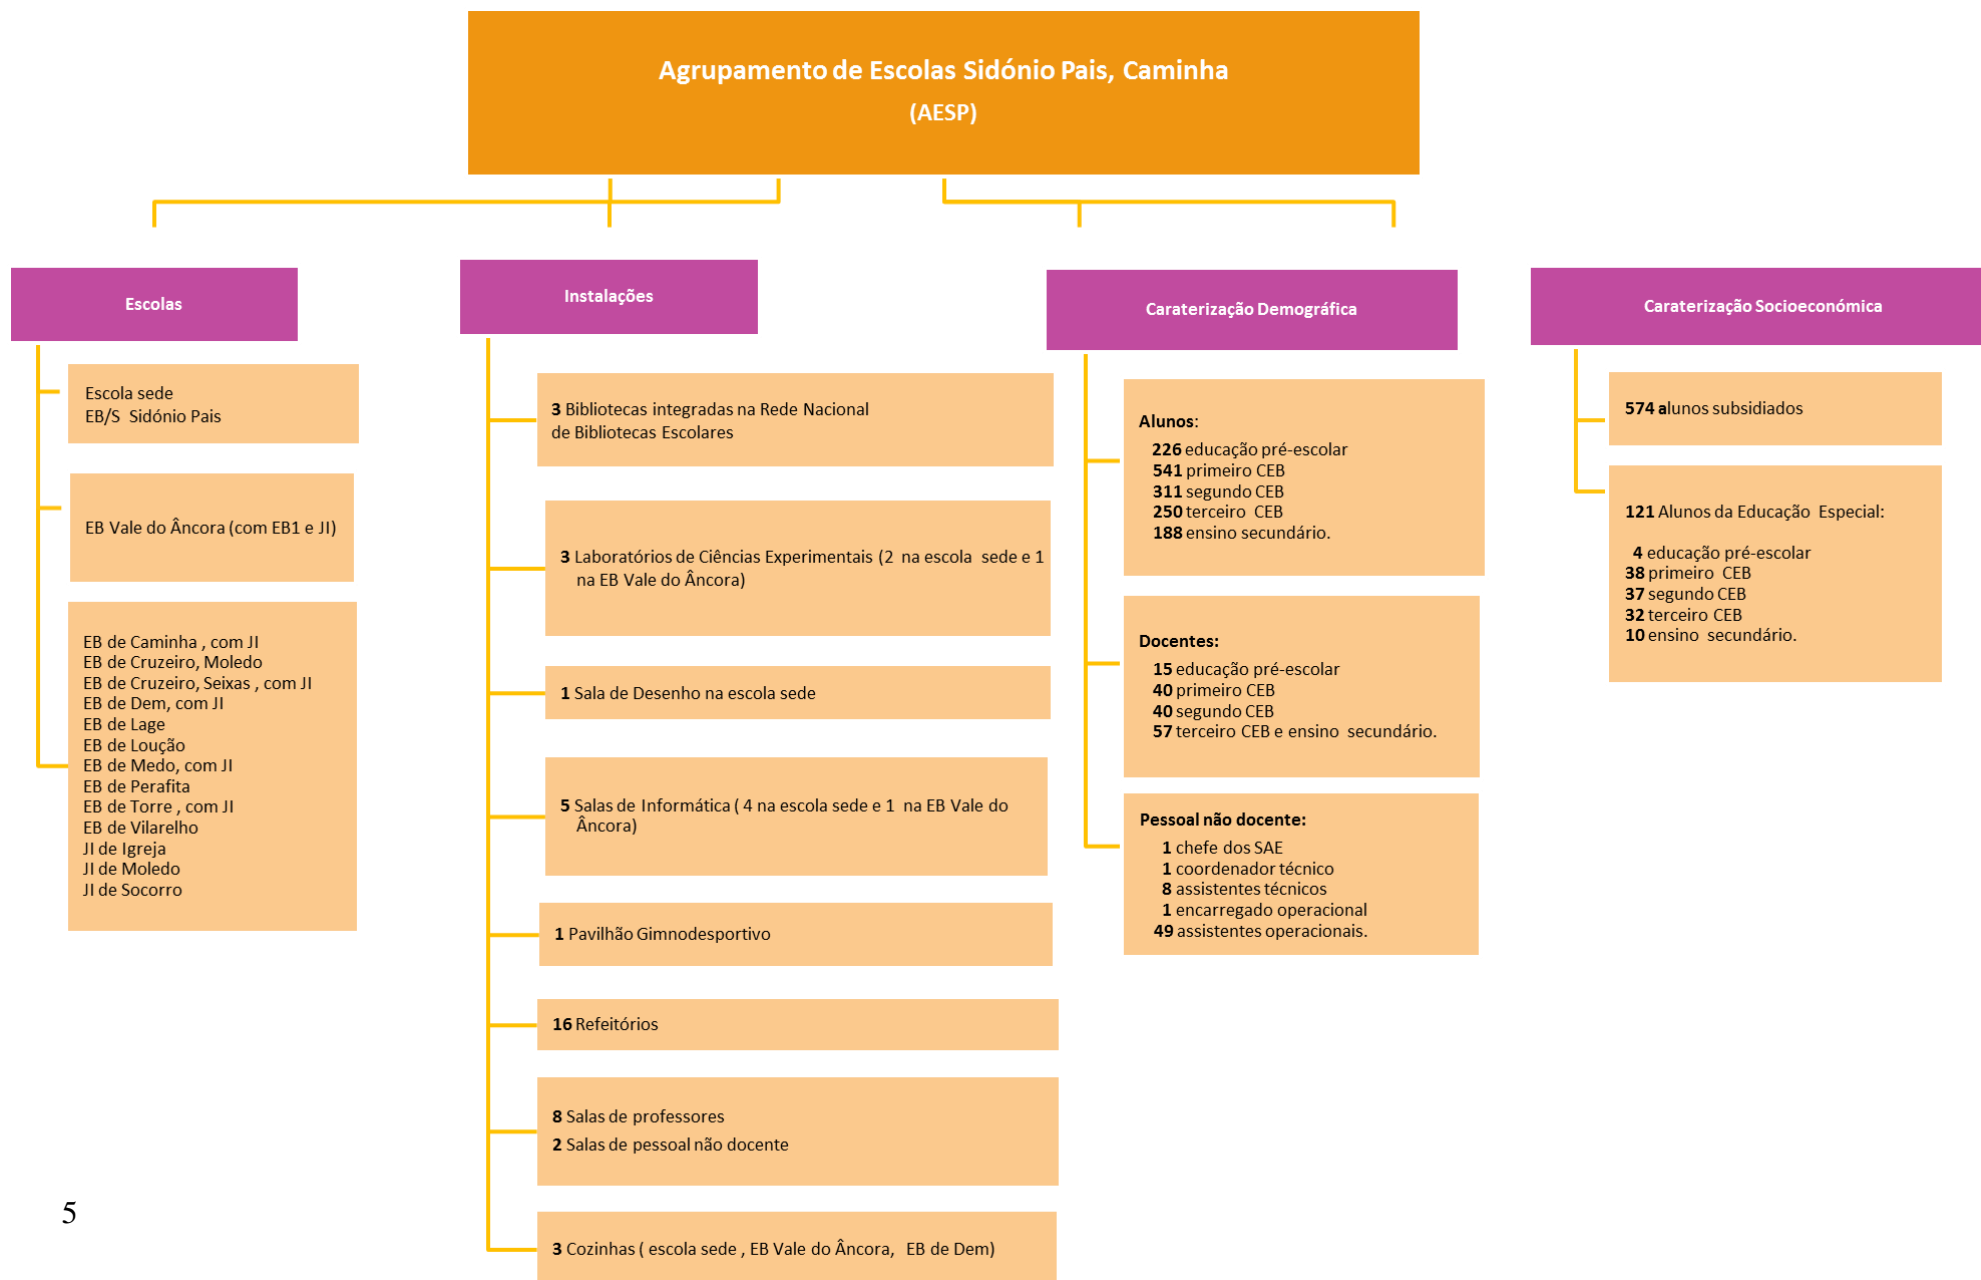 Agrupamento de Escolas Sidónio Pais, Caminha
(AESP)
Escolas
Escola sede
EB/S Sidónio Pais
EB Vale do Âncora (com EB1 e JI)
EB de Caminha , com JI
EB de Cruzeiro, Moledo
EB de Cruzeiro, Seixas , com JI
EB de Dem, com JI
EB de Lage
EB de Loução
EB de Medo, com JI
EB de Perafita
EB de Torre , com JI
EB de Vilarelho
JI de Igreja
JI de Moledo
JI de Socorro
Instalações
3 Bibliotecas integradas na Rede Nacional
de Bibliotecas Escolares
3 Laboratórios de Ciências Experimentais (2 na escola sede e 1
na EB Vale do Âncora)
1 Sala de Desenho na escola sede
5 Salas de Informática ( 4 na escola sede e 1 na EB Vale do
Âncora)
1 Pavilhão Gimnodesportivo
16 Refeitórios
8 Salas de professores
2 Salas de pessoal não docente
3 Cozinhas ( escola sede , EB Vale do Âncora, EB de Dem)
Caraterização Demográfica
Alunos:
226 educação pré-escolar
541 primeiro CEB
311 segundo CEB
250 terceiro CEB
188 ensino secundário.
Docentes:
15 educação pré-escolar
40 primeiro CEB
40 segundo CEB
57 terceiro CEB e ensino secundário.
Pessoal não docente:
1 chefe dos SAE
1 coordenador técnico
8 assistentes técnicos
1 encarregado operacional
49 assistentes operacionais.
Caraterização Socioeconómica
574 alunos subsidiados
121 Alunos da Educação Especial:
4 educação pré-escolar
38 primeiro CEB
37 segundo CEB
32 terceiro CEB
10 ensino secundário.
5